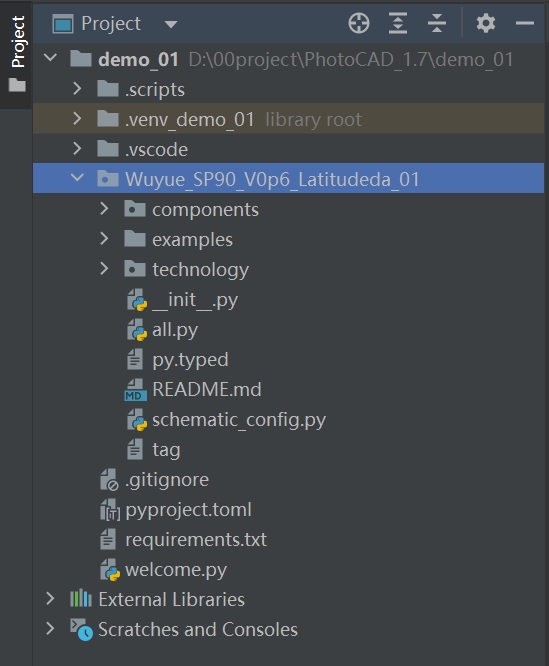 Project
Project
demo_01 D:\00project\PhotoCAD_1.7\demo_01
.scripts
.venv_demo_01 library root
.vscode
Wuyue_SP90_V0p6_Latitudeda_01
components
examples
technology
__init__.py
all.py
py.typed
MD README.md
schematic_config.py
tag
.gitignore
pyproject.toml
requirements.txt
welcome.py
External Libraries
Scratches and Consoles